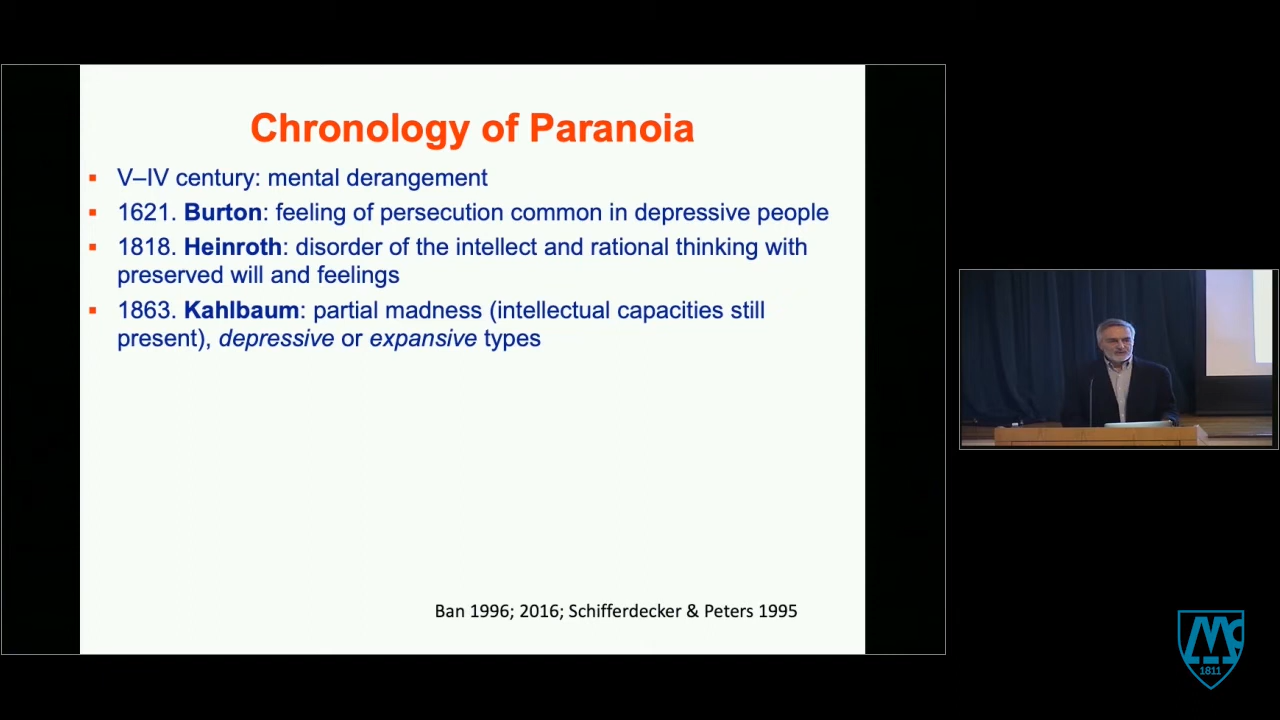 Chronology of Paranoia
▪ V–IV century: mental derangement
▪ 1621. Burton: feeling of persecution common in depressive people
▪ 1818. Heinroth: disorder of the intellect and rational thinking with
preserved will and feelings
▪ 1863. Kahlbaum: partial madness (intellectual capacities still
present), depressive or expansive types
Ban 1996; 2016; Schifferdecker & Peters 1995
Mc
1811